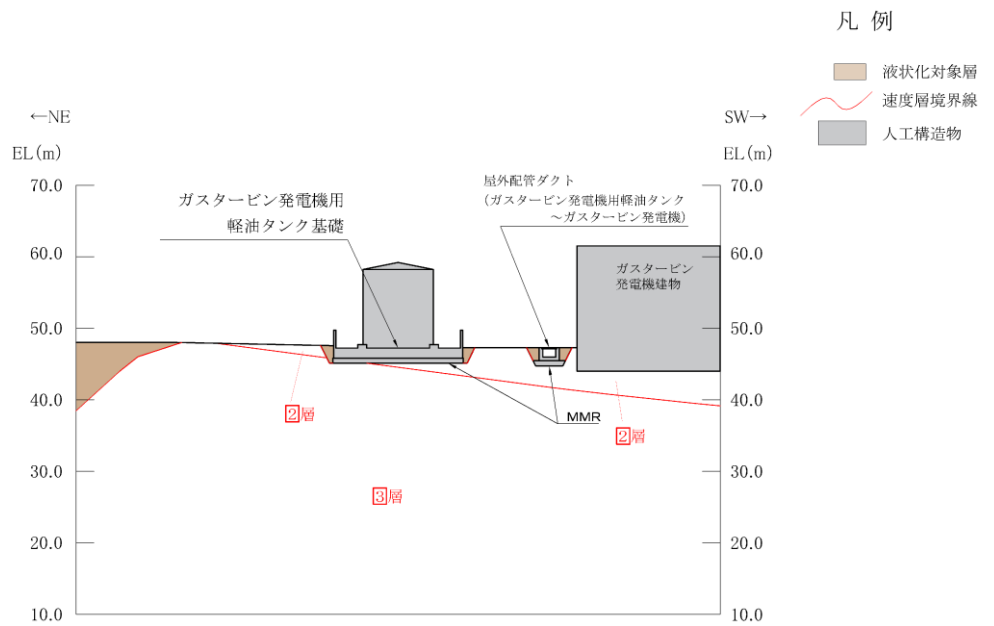 凡 例
液状化対象層
速度層境界線
人工構造物
←NE
SW→
EL(m)
EL(m)
70.0
70.0
60.0
60.0
50.0
50.0
40.0
40.0
30.0
30.0
20.0
20.0
10.0
10.0
ガスタービン発電機用
軽油タンク基礎
屋外配管ダクト
(ガスタービン発電機用軽油タンク
～ガスタービン発電機)
ガスタービン
発電機建物
MMR
2層
2層
3層